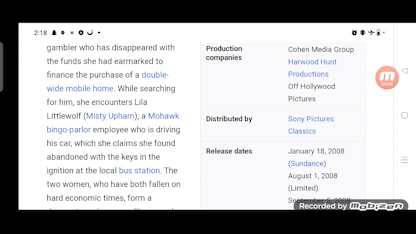 2:18
gambler who has disappeared with
the funds she had earmarked to
finance the purchase of a double-
wide mobile home. While searching
for him, she encounters Lila
Littlewolf (Misty Upham), a Mohawk
bingo-parlor employee who is driving
his car, which she claims she found
abandoned with the keys in the
ignition at the local bus station. The
two women, who have both fallen on
hard economic times, form a
Production
companies
Cohen Media Group
Harwood Hunt
Productions
Off Hollywood
Pictures
Distributed by
Sony Pictures
Classics
Release dates
January 18, 2008
(Sundance)
August 1, 2008
(Limited)
September 5, 2008
Recorded by Mobizen